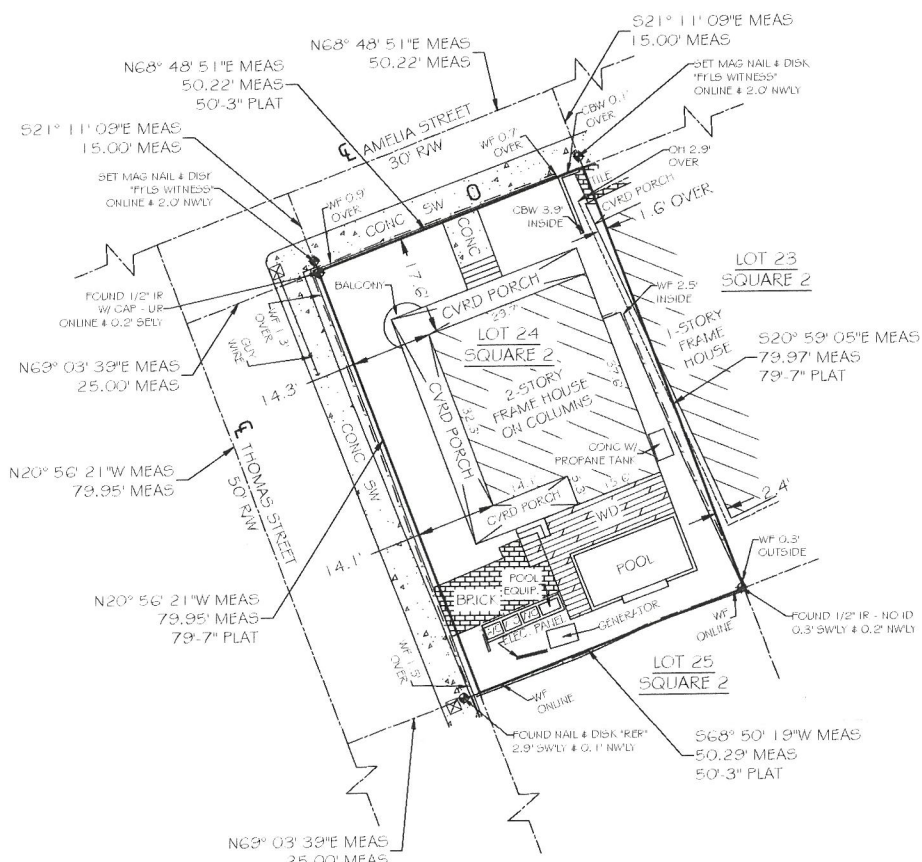 N68° 48' 51"E MEAS
50.22' MEAS
S21° 11' 09"E MEAS
15.00' MEAS
N68° 48' 51"E MEAS
50.22' MEAS
50'-3" PLAT
SET MAG NAIL & DISK
"FFLS WITNESS"
ONLINE & 2.0' NW'LY
S21° 11' 09"E MEAS
15.00' MEAS
SET MAG NAIL & DISK
"FFLS WITNESS"
ONLINE & 2.0' NW'LY
AMELIA STREET
30' R/W
CBW 0.1'
OVER
WF 0.7'
OVER
OH 2.9'
OVER
WF 0.9'
OVER
CONC SW
TILE
CVRD PORCH
CONC
CBW 3.9'
INSIDE
1.6' OVER
LOT 23
SQUARE 2
FOUND 1/2" IR
W/ CAP - UR
ONLINE & 0.2' SE'LY
17.6'
BALCONY
CVRD PORCH
29.7'
WF 2.5'
INSIDE
1-STORY
FRAME
HOUSE
WF 1.3'
OVER
GUY
WIRE
LOT 24
SQUARE 2
S20° 59' 05"E MEAS
79.97' MEAS
79'-7" PLAT
N69° 03' 39"E MEAS
25.00' MEAS
14.3'
CVRD PORCH
32.3'
2-STORY
FRAME HOUSE
ON COLUMNS
THOMAS STREET
50' R/W
CONC SW
N20° 56' 21"W MEAS
79.95' MEAS
CONC W/
PROPANE TANK
14.1'
CVRD PORCH
15.6'
WD
2.4'
14.1'
WF 0.3'
OUTSIDE
N20° 56' 21"W MEAS
79.95' MEAS
79'-7" PLAT
BRICK
POOL
EQUIP.
POOL
ELEC. PANEL
GENERATOR
WF
ONLINE
FOUND 1/2" IR - NO ID
0.3' SW'LY & 0.2' NW'LY
WF 1.5'
OVER
LOT 25
SQUARE 2
WF
ONLINE
FOUND NAIL & DISK "RER"
2.9' SW'LY & 0.1' NW'LY
S68° 50' 19"W MEAS
50.29' MEAS
50'-3" PLAT
N69° 03' 39"E MEAS
25.00' MEAS